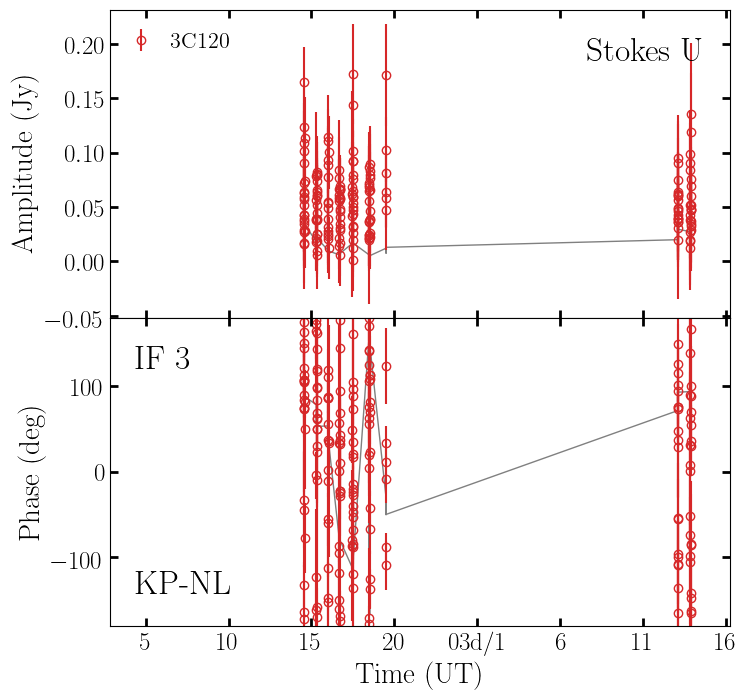 3C120
Stokes U
0.20
0.15
0.10
0.05
0.00
−0.05
Amplitude (Jy)
IF 3
100
0
−100
Phase (deg)
KP-NL
5 10 15 20 03d/1 6 11 16
Time (UT)